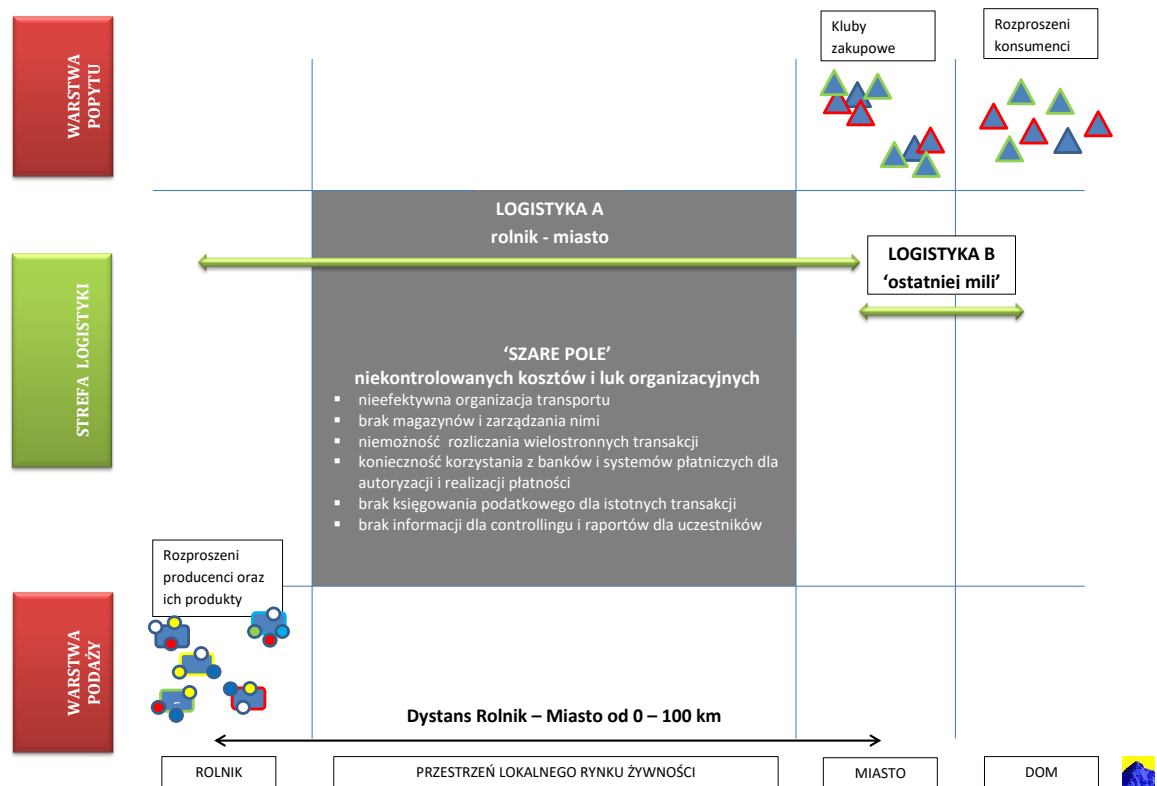 WARSTWA
POPYTU
Kluby
zakupowe
Rozproszeni
konsumenci
STREFA LOGISTYKI
LOGISTYKA A
rolnik - miasto
LOGISTYKA B
‘ostatniej mili’
‘SZARE POLE’
niekontrolowanych kosztów i luk organizacyjnych
▪ nieefektywna organizacja transportu
▪ brak magazynów i zarządzania nimi
▪ niemożność rozliczania wielostronnych transakcji
▪ konieczność korzystania z banków i systemów płatniczych dla
autoryzacji i realizacji płatności
▪ brak księgowania podatkowego dla istotnych transakcji
▪ brak informacji dla controllingu i raportów dla uczestników
Rozproszeni
producenci oraz
ich produkty
WARSTWA
PODAŻY
1
Dystans Rolnik – Miasto od 0 – 100 km
ROLNIK
PRZESTRZEŃ LOKALNEGO RYNKU ŻYWNOŚCI
MIASTO
DOM